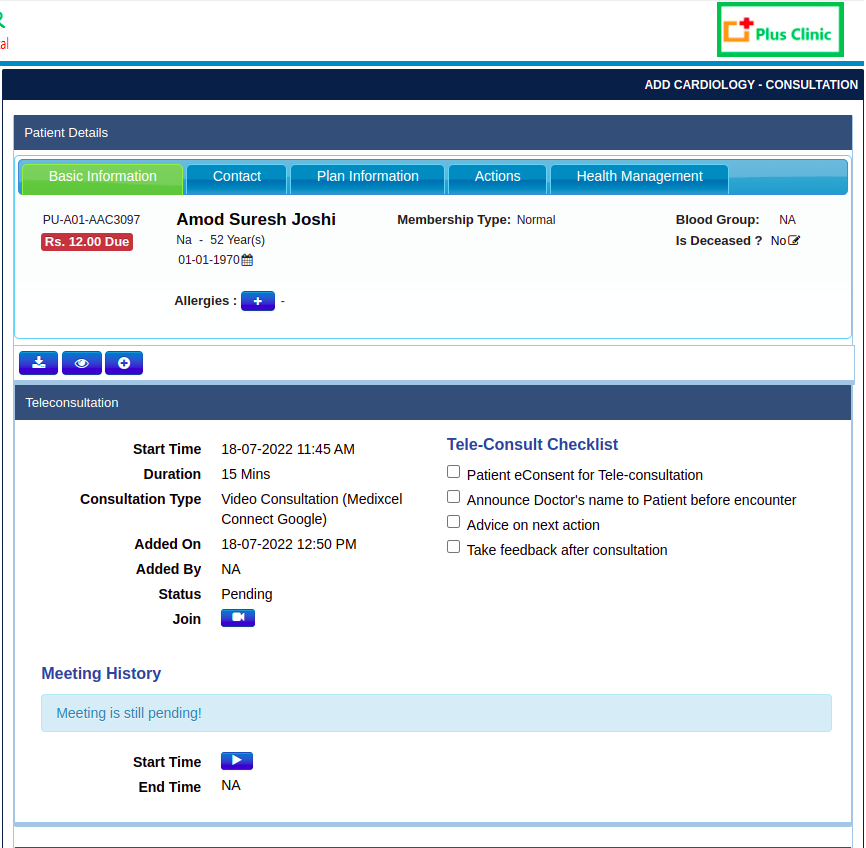 tal
Plus Clinic
ADD CARDIOLOGY - CONSULTATION
Patient Details
Basic Information Contact Plan Information Actions Health Management
PU-A01-AAC3097 Amod Suresh Joshi Membership Type: Normal Blood Group: NA
Rs. 12.00 Due Na - 52 Year(s) Is Deceased ? No
01-01-1970
Allergies : -
Teleconsultation
Start Time 18-07-2022 11:45 AM
Duration 15 Mins
Consultation Type Video Consultation (Medixcel
Connect Google)
Added On 18-07-2022 12:50 PM
Added By NA
Status Pending
Join
Tele-Consult Checklist
Patient eConsent for Tele-consultation
Announce Doctor's name to Patient before encounter
Advice on next action
Take feedback after consultation
Meeting History
Meeting is still pending!
Start Time
End Time NA